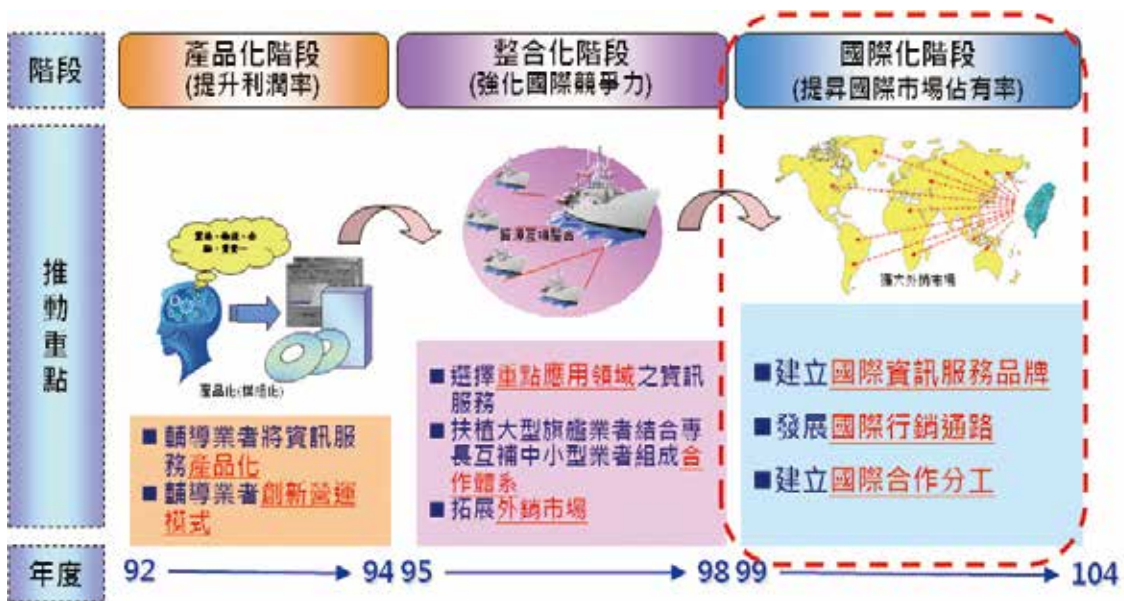 階段
產品化階段
(提升利潤率)
整合化階段
(強化國際競爭力)
國際化階段
(提昇國際市場佔有率)
推動重點
產品化(模組化)
資源互補整合
擴大外銷市場
■輔導業者將資訊服
務產品化
■輔導業者創新營運
模式
■選擇重點應用領域之資訊
服務
■扶植大型旗艦業者結合專
長互補中小型業者組成合
作體系
■拓展外銷市場
■建立國際資訊服務品牌
■發展國際行銷通路
■建立國際合作分工
年度
92
94
95
98
99
104